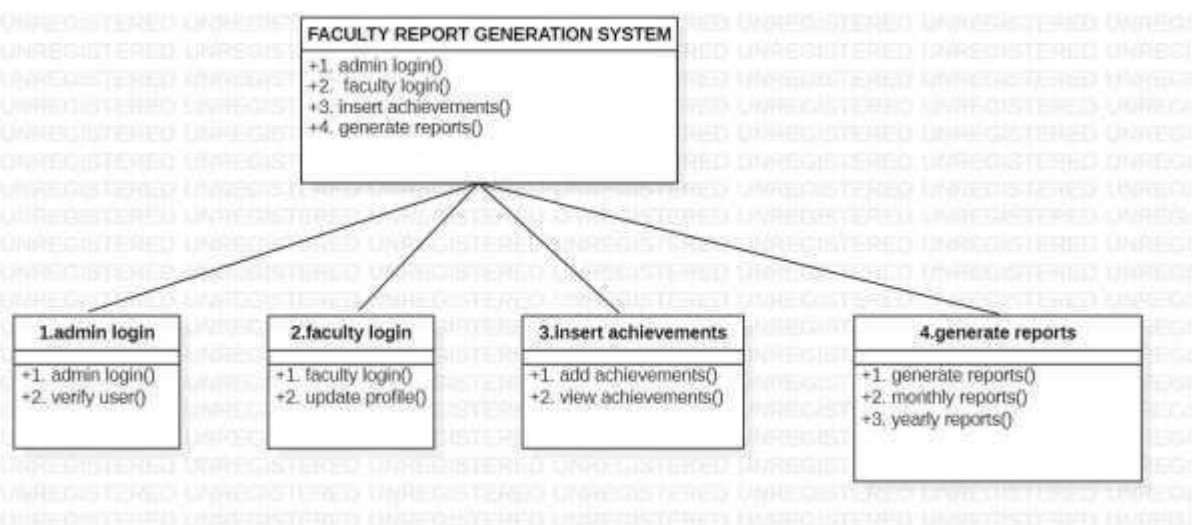 FACULTY REPORT GENERATION SYSTEM
+1. admin login()
+2. faculty login()
+3. insert achievements()
+4. generate reports()
1.admin login
+1. admin login()
+2. verify user()
2.faculty login
+1. faculty login()
+2. update profile()
3.Insert achievements
+1. add achievements()
+2. view achievements()
4.generate reports
+1. generate reports()
+2. monthly reports()
+3. yearly reports()
UNREGISTERED